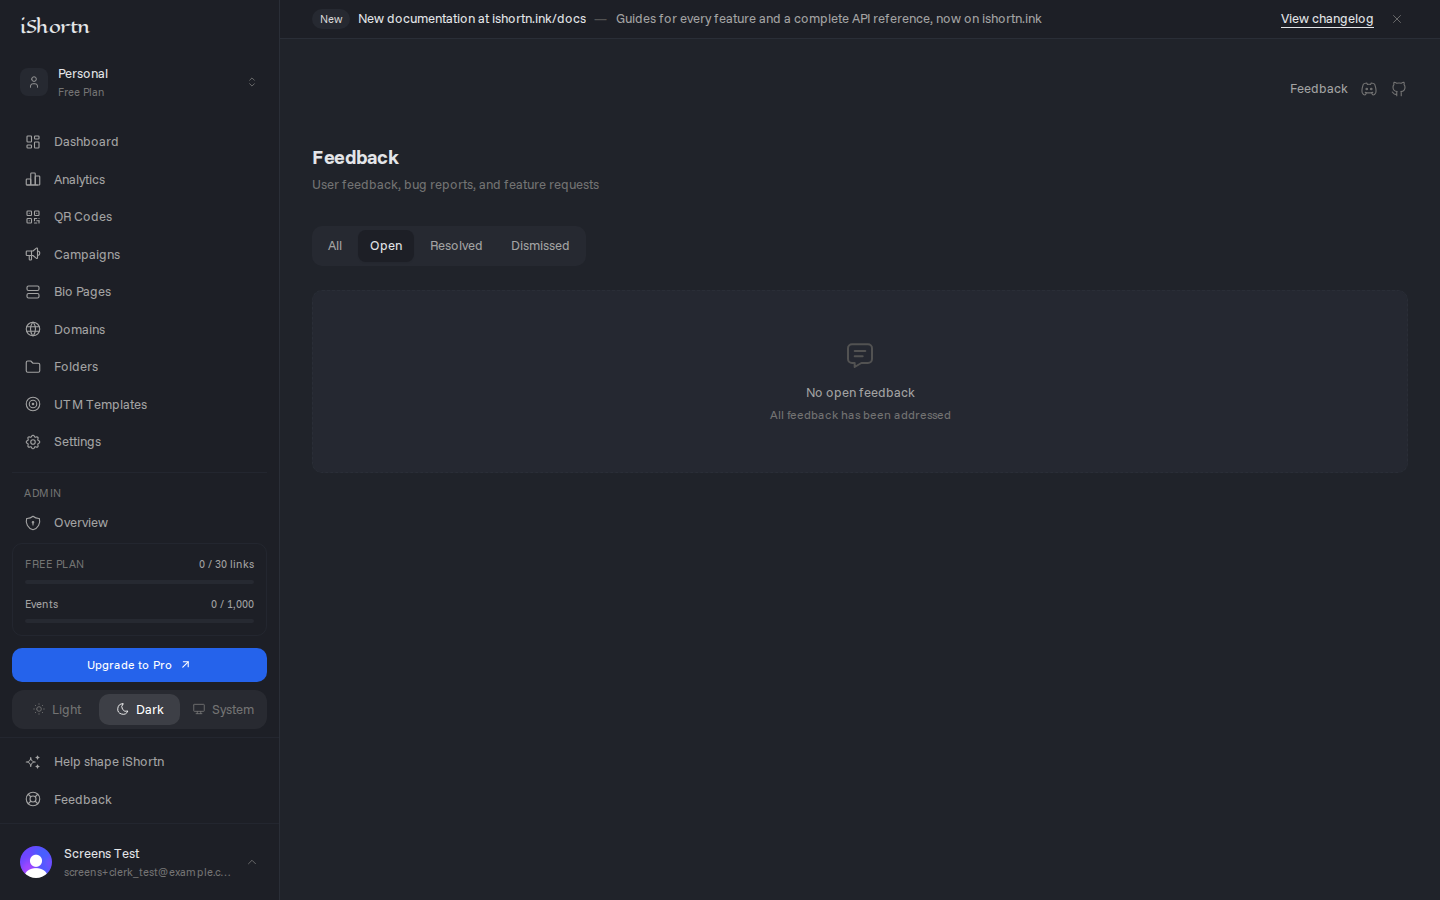 iShortn
Personal
Free Plan
Dashboard
Analytics
QR Codes
Campaigns
Bio Pages
Domains
Folders
UTM Templates
Settings
ADMIN
Overview
FREE PLAN 0 / 30 links
Events 0 / 1,000
Upgrade to Pro
Light Dark System
Help shape iShortn
Feedback
Screens Test
screens+clerk_test@example.c...
New New documentation at ishortn.ink/docs — Guides for every feature and a complete API reference, now on ishortn.ink View changelog
Feedback
Feedback
User feedback, bug reports, and feature requests
All Open Resolved Dismissed
No open feedback
All feedback has been addressed